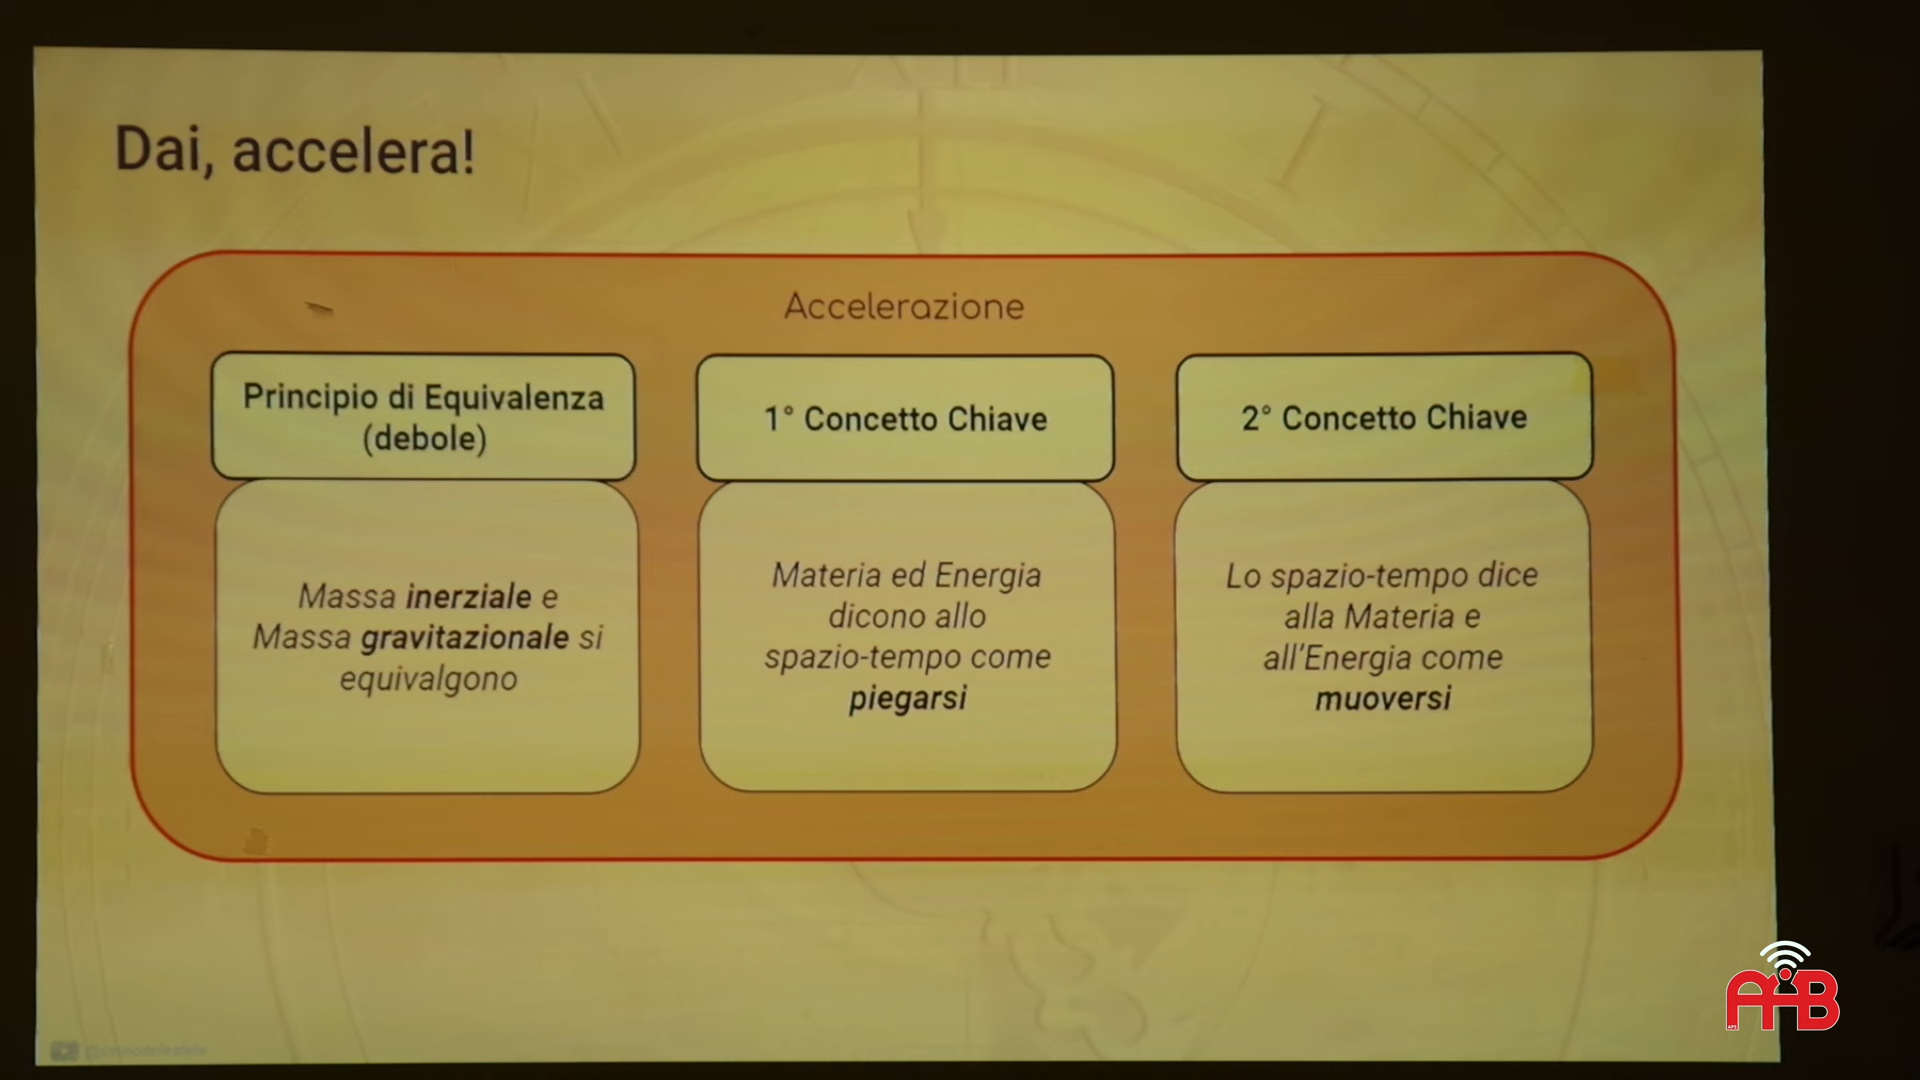 Dai, accelera!
Accelerazione
Principio di Equivalenza
(debole)
Massa inerziale e
Massa gravitazionale si
equivalgono
1° Concetto Chiave
Materia ed Energia
dicono allo
spazio-tempo come
piegarsi
2° Concetto Chiave
Lo spazio-tempo dice
alla Materia e
all'Energia come
muoversi
AIB
APS